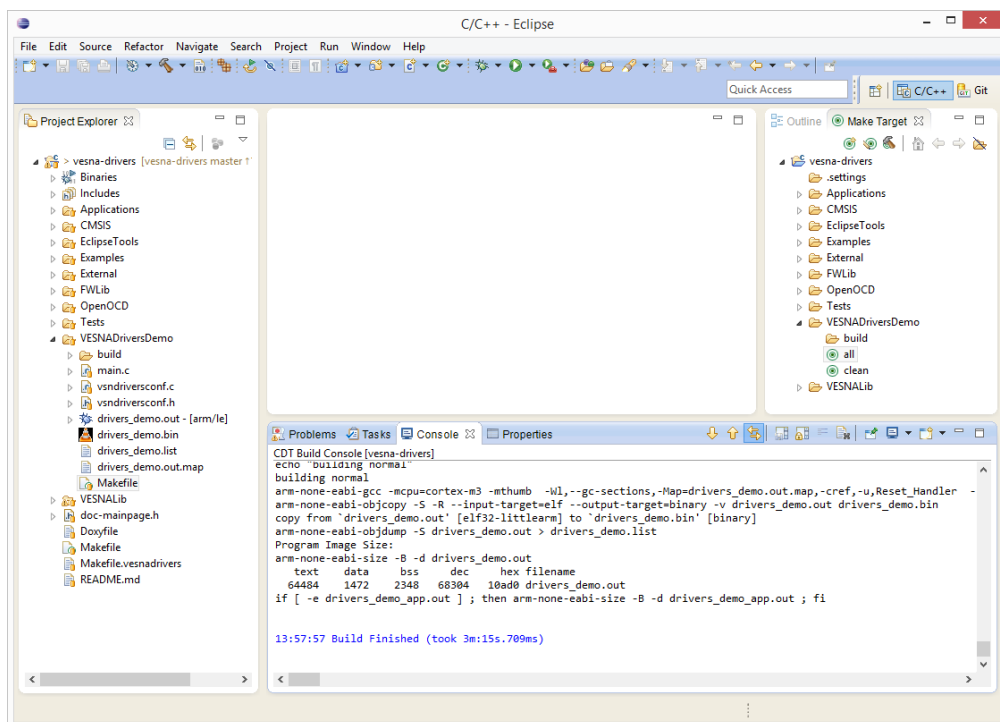 C/C++ - Eclipse
File Edit Source Refactor Navigate Search Project Run Window Help
Quick Access
C/C++
Git
Project Explorer
> vesna-drivers [vesna-drivers master ↑
Binaries
Includes
Applications
CMSIS
EclipseTools
Examples
External
FWLib
OpenOCD
Tests
VESNADriversDemo
build
main.c
vsndriversconf.c
vsndriversconf.h
drivers_demo.out - [arm/le]
drivers_demo.bin
drivers_demo.list
drivers_demo.out.map
Makefile
VESNALib
doc-mainpage.h
Doxyfile
Makefile
Makefile.vesnadrivers
README.md
Outline Make Target
vesna-drivers
.settings
Applications
CMSIS
EclipseTools
Examples
External
FWLib
OpenOCD
Tests
VESNADriversDemo
build
all
clean
VESNALib
Problems Tasks Console Properties
CDT Build Console [vesna-drivers]
echo "building normal"
building normal
arm-none-eabi-gcc -mcpu=cortex-m3 -mthumb  -Wl,--gc-sections,-Map=drivers_demo.out.map,-cref,-u,Reset_Handler  -
arm-none-eabi-objcopy -S -R --input-target=elf --output-target=binary -v drivers_demo.out drivers_demo.bin
copy from `drivers_demo.out' [elf32-littlearm] to `drivers_demo.bin' [binary]
arm-none-eabi-objdump -S drivers_demo.out > drivers_demo.list
Program Image Size:
arm-none-eabi-size -B -d drivers_demo.out
text data bss dec hex filename
64484 1472 2348 68304 10ad0 drivers_demo.out
if [ -e drivers_demo_app.out ] ; then arm-none-eabi-size -B -d drivers_demo_app.out ; fi
13:57:57 Build Finished (took 3m:15s.709ms)